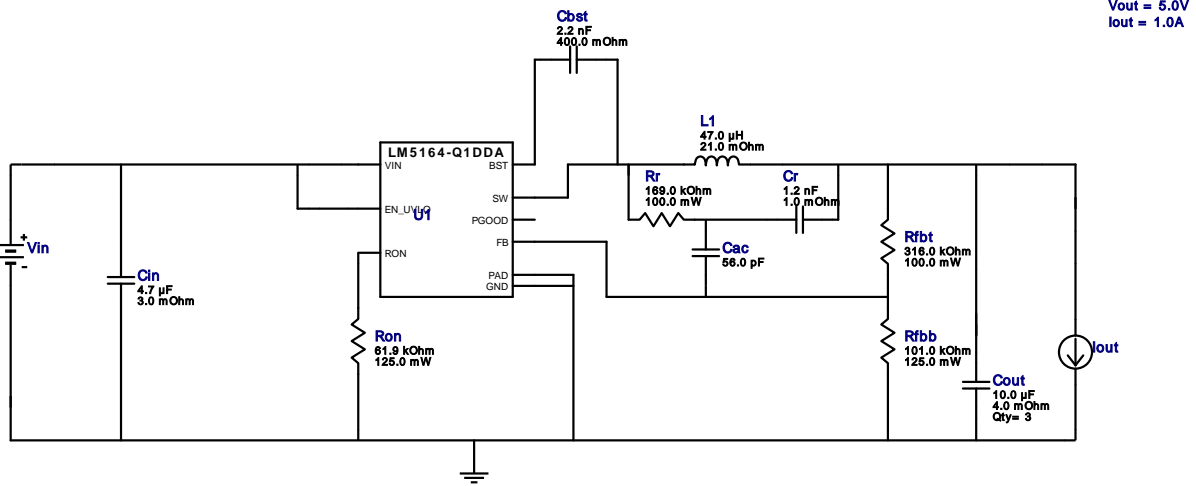 Vout = 5.0V
Iout = 1.0A
Cbst
2.2 nF
400.0 mOhm
L1
47.0 µH
21.0 mOhm
LM5164-Q1DDA
VIN
BST
EN_UVLO
U1
SW
PGOOD
RON
FB
PAD
GND
Rr
169.0 kOhm
100.0 mW
Cr
1.2 nF
1.0 mOhm
Cac
56.0 pF
Rfbt
316.0 kOhm
100.0 mW
+
Vin
-
Cin
4.7 µF
3.0 mOhm
Ron
61.9 kOhm
125.0 mW
Rfbb
101.0 kOhm
125.0 mW
Iout
Cout
10.0 µF
4.0 mOhm
Qty= 3